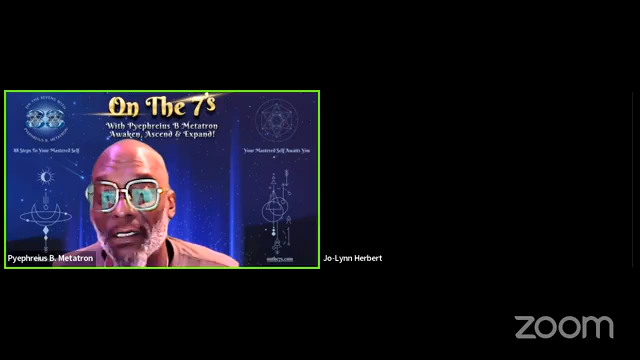 On The 7's
With Pyephreius B Metatron
Awaken, Ascend & Expand!
88 Steps To Your Mastered Self
Your Mastered Self Awaits You
Pyephreius B. Metatron
Jo-Lynn Herbert
zoom